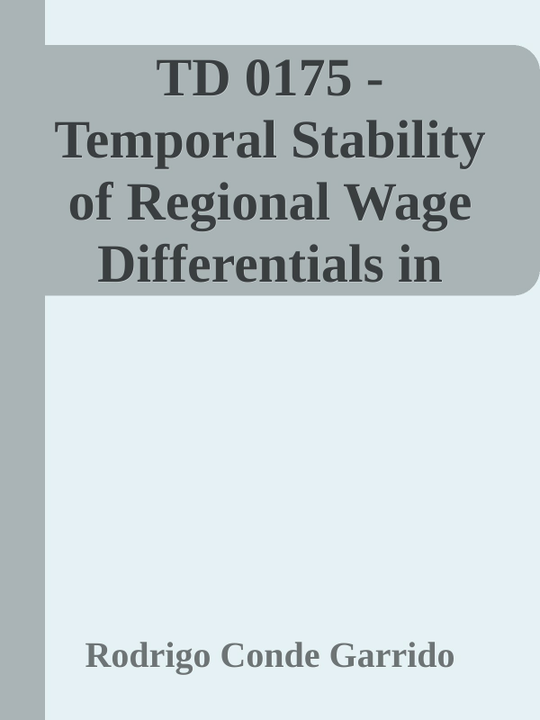 TD 0175 -
Temporal Stability
of Regional Wage
Differentials in
Rodrigo Conde Garrido